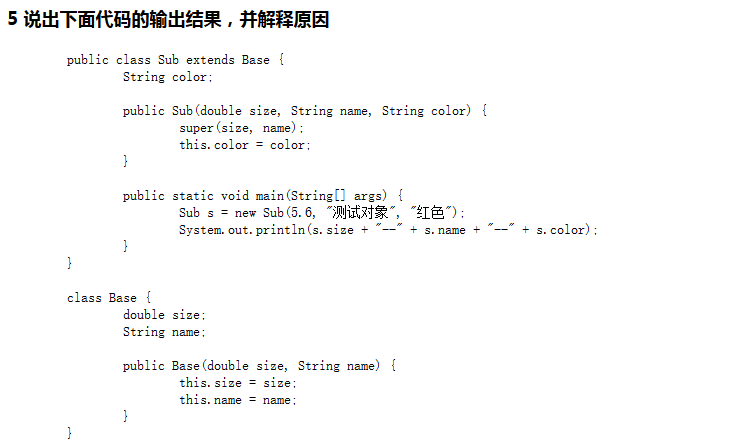 5 说出下面代码的输出结果，并解释原因
public class Sub extends Base {
String color;
public Sub(double size, String name, String color) {
super(size, name);
this.color = color;
}
public static void main(String[] args) {
Sub s = new Sub(5.6, "测试对象", "红色");
System.out.println(s.size + "--" + s.name + "--" + s.color);
}
}
class Base {
double size;
String name;
public Base(double size, String name) {
this.size = size;
this.name = name;
}
}